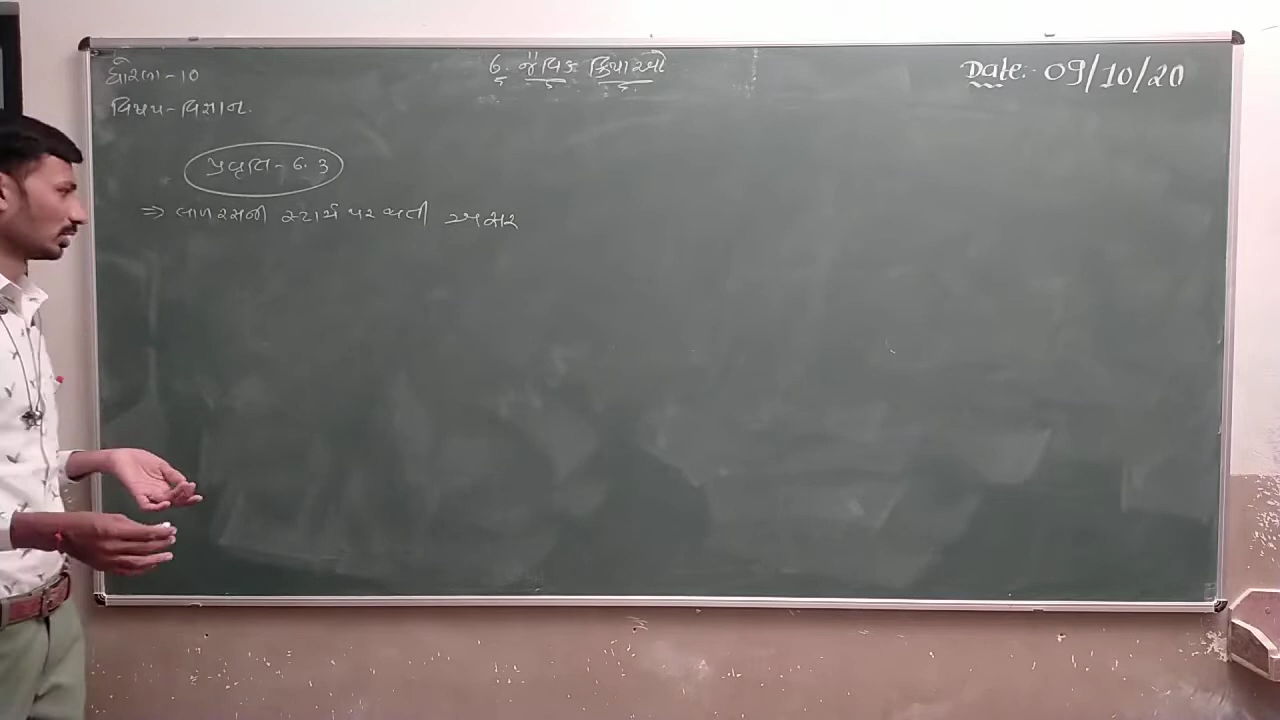 ધોરણ-10
6. જૈવિક ક્રિયાઓ
Date:- 09/10/20
વિષય-વિજ્ઞાન.
પ્રવૃત્તિ-6.3
⇒ લાળરસની સ્ટાર્ચ પર થતી અસર